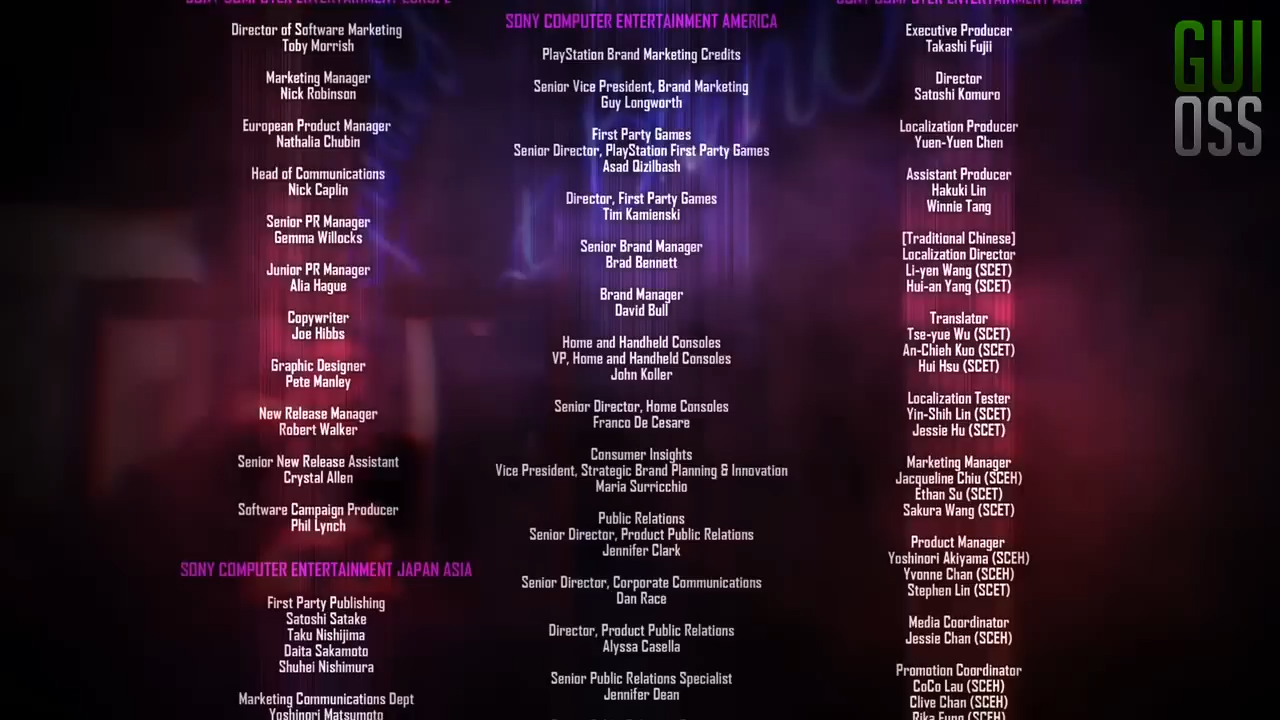 SONY COMPUTER ENTERTAINMENT EUROPE
Director of Software Marketing
Toby Morrish
Marketing Manager
Nick Robinson
European Product Manager
Nathalia Chubin
Head of Communications
Nick Caplin
Senior PR Manager
Gemma Willocks
Junior PR Manager
Alia Hague
Copywriter
Joe Hibbs
Graphic Designer
Pete Manley
New Release Manager
Robert Walker
Senior New Release Assistant
Crystal Allen
Software Campaign Producer
Phil Lynch
SONY COMPUTER ENTERTAINMENT JAPAN ASIA
First Party Publishing
Satoshi Satake
Taku Nishijima
Daita Sakamoto
Shuhei Nishimura
Marketing Communications Dept
Yoshinori Matsumoto
SONY COMPUTER ENTERTAINMENT AMERICA
PlayStation Brand Marketing Credits
Senior Vice President, Brand Marketing
Guy Longworth
First Party Games
Senior Director, PlayStation First Party Games
Asad Qizilbash
Director, First Party Games
Tim Kamienski
Senior Brand Manager
Brad Bennett
Brand Manager
David Bull
Home and Handheld Consoles
VP, Home and Handheld Consoles
John Koller
Senior Director, Home Consoles
Franco De Cesare
Consumer Insights
Vice President, Strategic Brand Planning & Innovation
Maria Surricchio
Public Relations
Senior Director, Product Public Relations
Jennifer Clark
Senior Director, Corporate Communications
Dan Race
Director, Product Public Relations
Alyssa Casella
Senior Public Relations Specialist
Jennifer Dean
SONY COMPUTER ENTERTAINMENT ASIA
Executive Producer
Takashi Fujii
Director
Satoshi Komuro
Localization Producer
Yuen-Yuen Chen
Assistant Producer
Hakuki Lin
Winnie Tang
[Traditional Chinese]
Localization Director
Li-yen Wang (SCET)
Hui-an Yang (SCET)
Translator
Tse-yue Wu (SCET)
An-Chieh Kuo (SCET)
Hui Hsu (SCET)
Localization Tester
Yin-Shih Lin (SCET)
Jessie Hu (SCET)
Marketing Manager
Jacqueline Chiu (SCEH)
Ethan Su (SCET)
Sakura Wang (SCET)
Product Manager
Yoshinori Akiyama (SCEH)
Yvonne Chan (SCEH)
Stephen Lin (SCET)
Media Coordinator
Jessie Chan (SCEH)
Promotion Coordinator
CoCo Lau (SCEH)
Clive Chan (SCEH)
Rika Fung (SCEH)
GUI
OSS